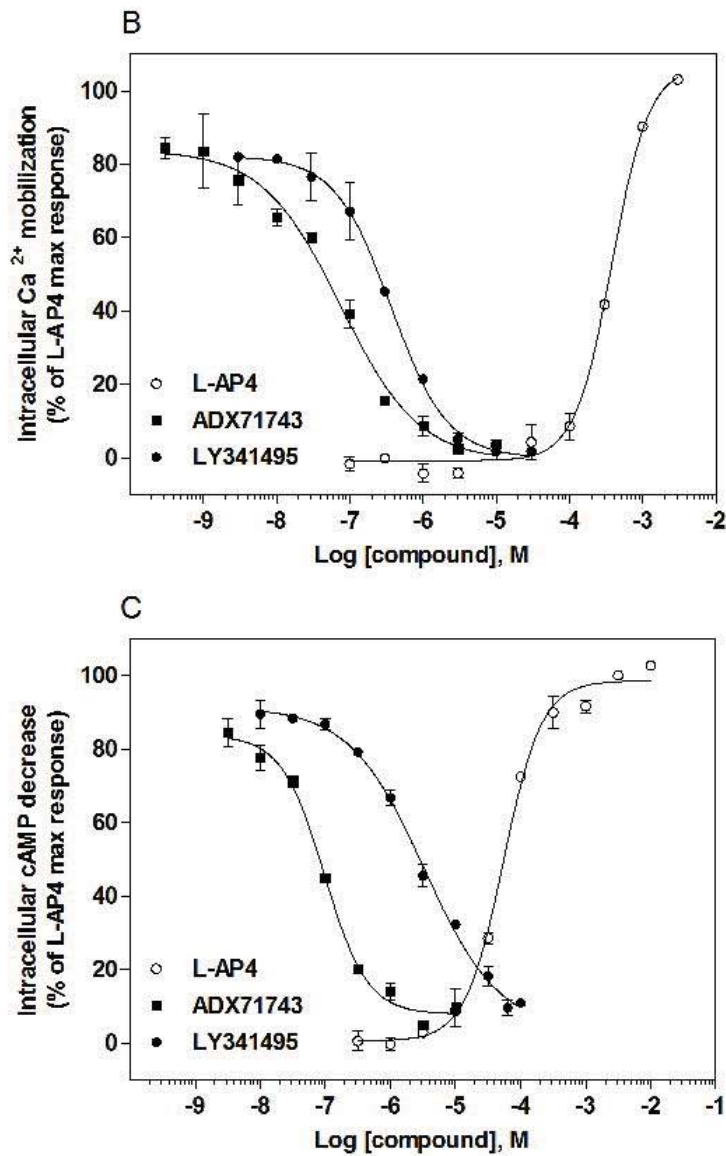 B
Intracellular Ca 2+ mobilization
(% of L-AP4 max response)
100
80
60
40
20
0
L-AP4
ADX71743
LY341495
-9 -8 -7 -6 -5 -4 -3 -2
Log [compound], M
C
Intracellular cAMP decrease
(% of L-AP4 max response)
100
80
60
40
20
0
L-AP4
ADX71743
LY341495
-9 -8 -7 -6 -5 -4 -3 -2 -1
Log [compound], M